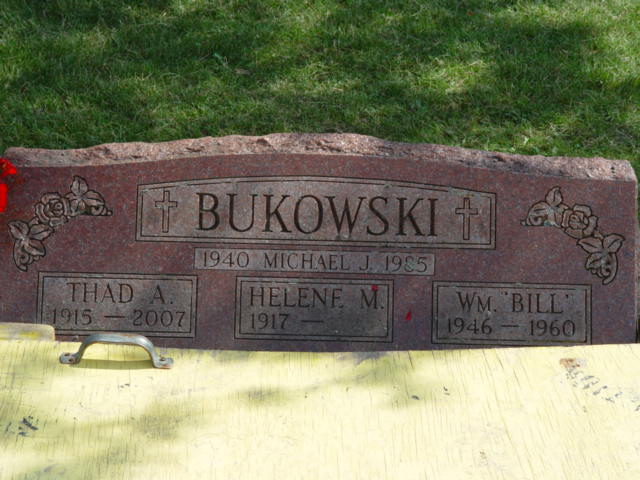 BUKOWSKI
1940 MICHAEL J. 1985
THAD A.
1915 — 2007
HELENE M.
1917 —
WM. 'BILL'
1946 — 1960